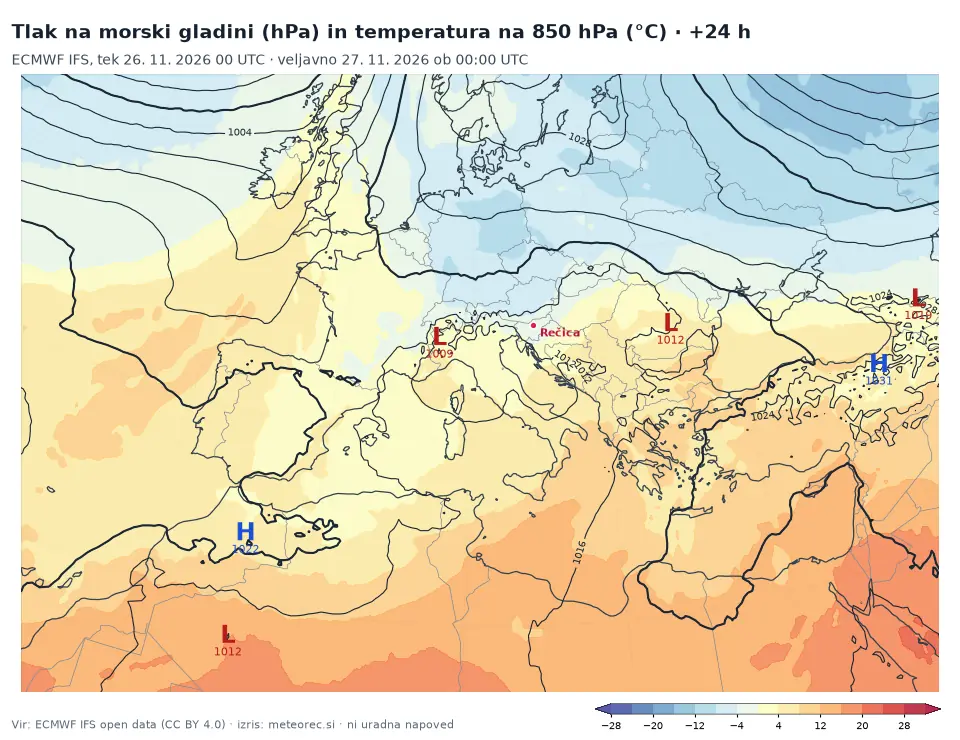 Tlak na morski gladini (hPa) in temperatura na 850 hPa (°C) · +24 h
ECMWF IFS, tek 26. 11. 2026 00 UTC · veljavno 27. 11. 2026 ob 00:00 UTC
1004
1028
1024
L
L
1012
L
1009
Rečica
H
1031
1012
1012
1024
H
1022
1016
L
1012
Vir: ECMWF IFS open data (CC BY 4.0) · izris: meteorec.si · ni uradna napoved
−28 −20 −12 −4 4 12 20 28